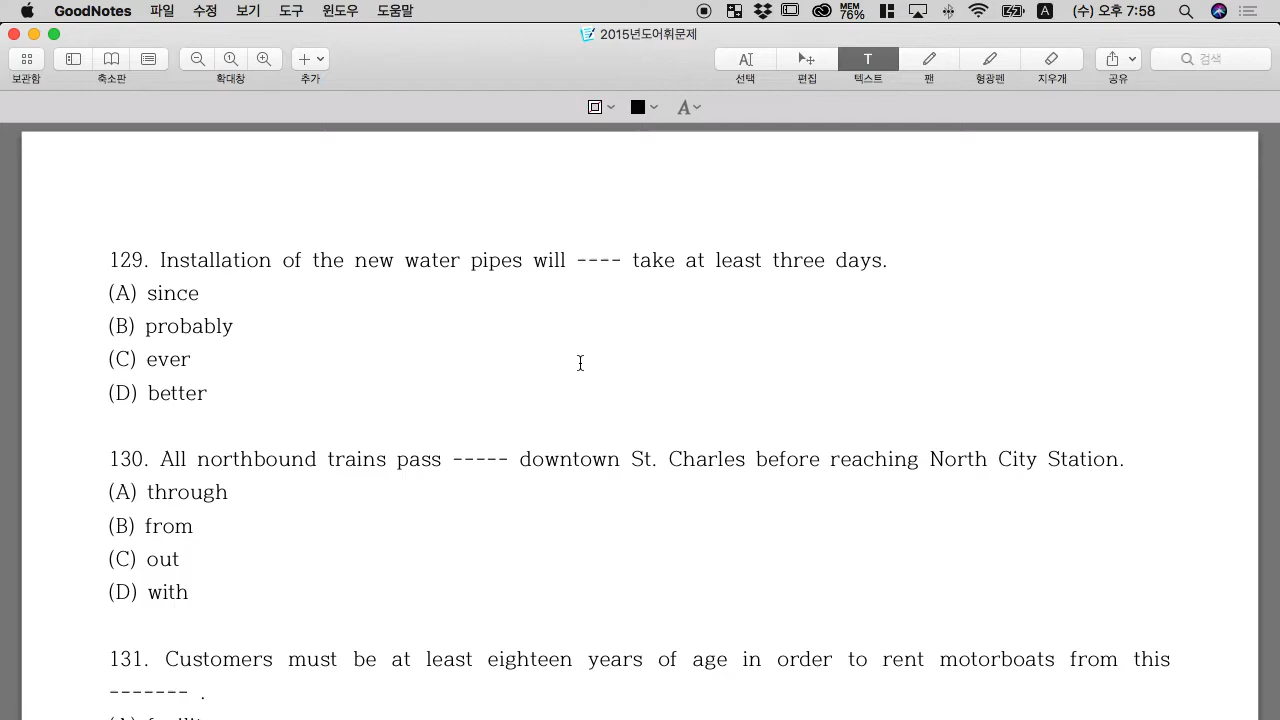 GoodNotes 파일 수정 보기 도구 윈도우 도움말 MEM 76% A (수) 오후 7:58
2015년도어휘문제
보관함 축소판 확대창 추가 AI 선택 편집 T 텍스트 펜 형광펜 지우개 공유 검색
A
129. Installation of the new water pipes will ---- take at least three days.
(A) since
(B) probably
(C) ever
(D) better
130. All northbound trains pass ----- downtown St. Charles before reaching North City Station.
(A) through
(B) from
(C) out
(D) with
131. Customers must be at least eighteen years of age in order to rent motorboats from this
------- .